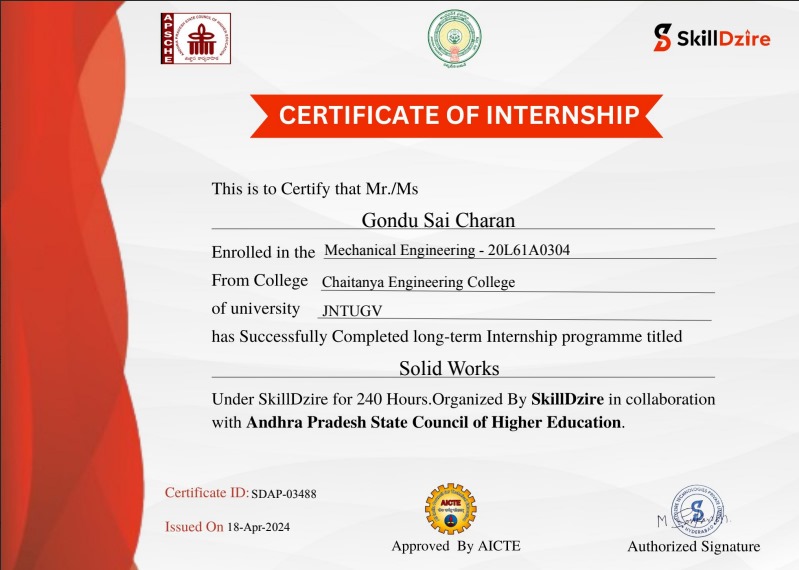 APSCHE
SkillDzire
CERTIFICATE OF INTERNSHIP
This is to Certify that Mr./Ms
Gondu Sai Charan
Enrolled in the Mechanical Engineering - 20L61A0304
From College Chaitanya Engineering College
of university JNTUGV
has Successfully Completed long-term Internship programme titled
Solid Works
Under SkillDzire for 240 Hours.Organized By SkillDzire in collaboration
with Andhra Pradesh State Council of Higher Education.
Certificate ID: SDAP-03488
Issued On 18-Apr-2024
AICTE
Approved By AICTE
HYDERABAD
Authorized Signature